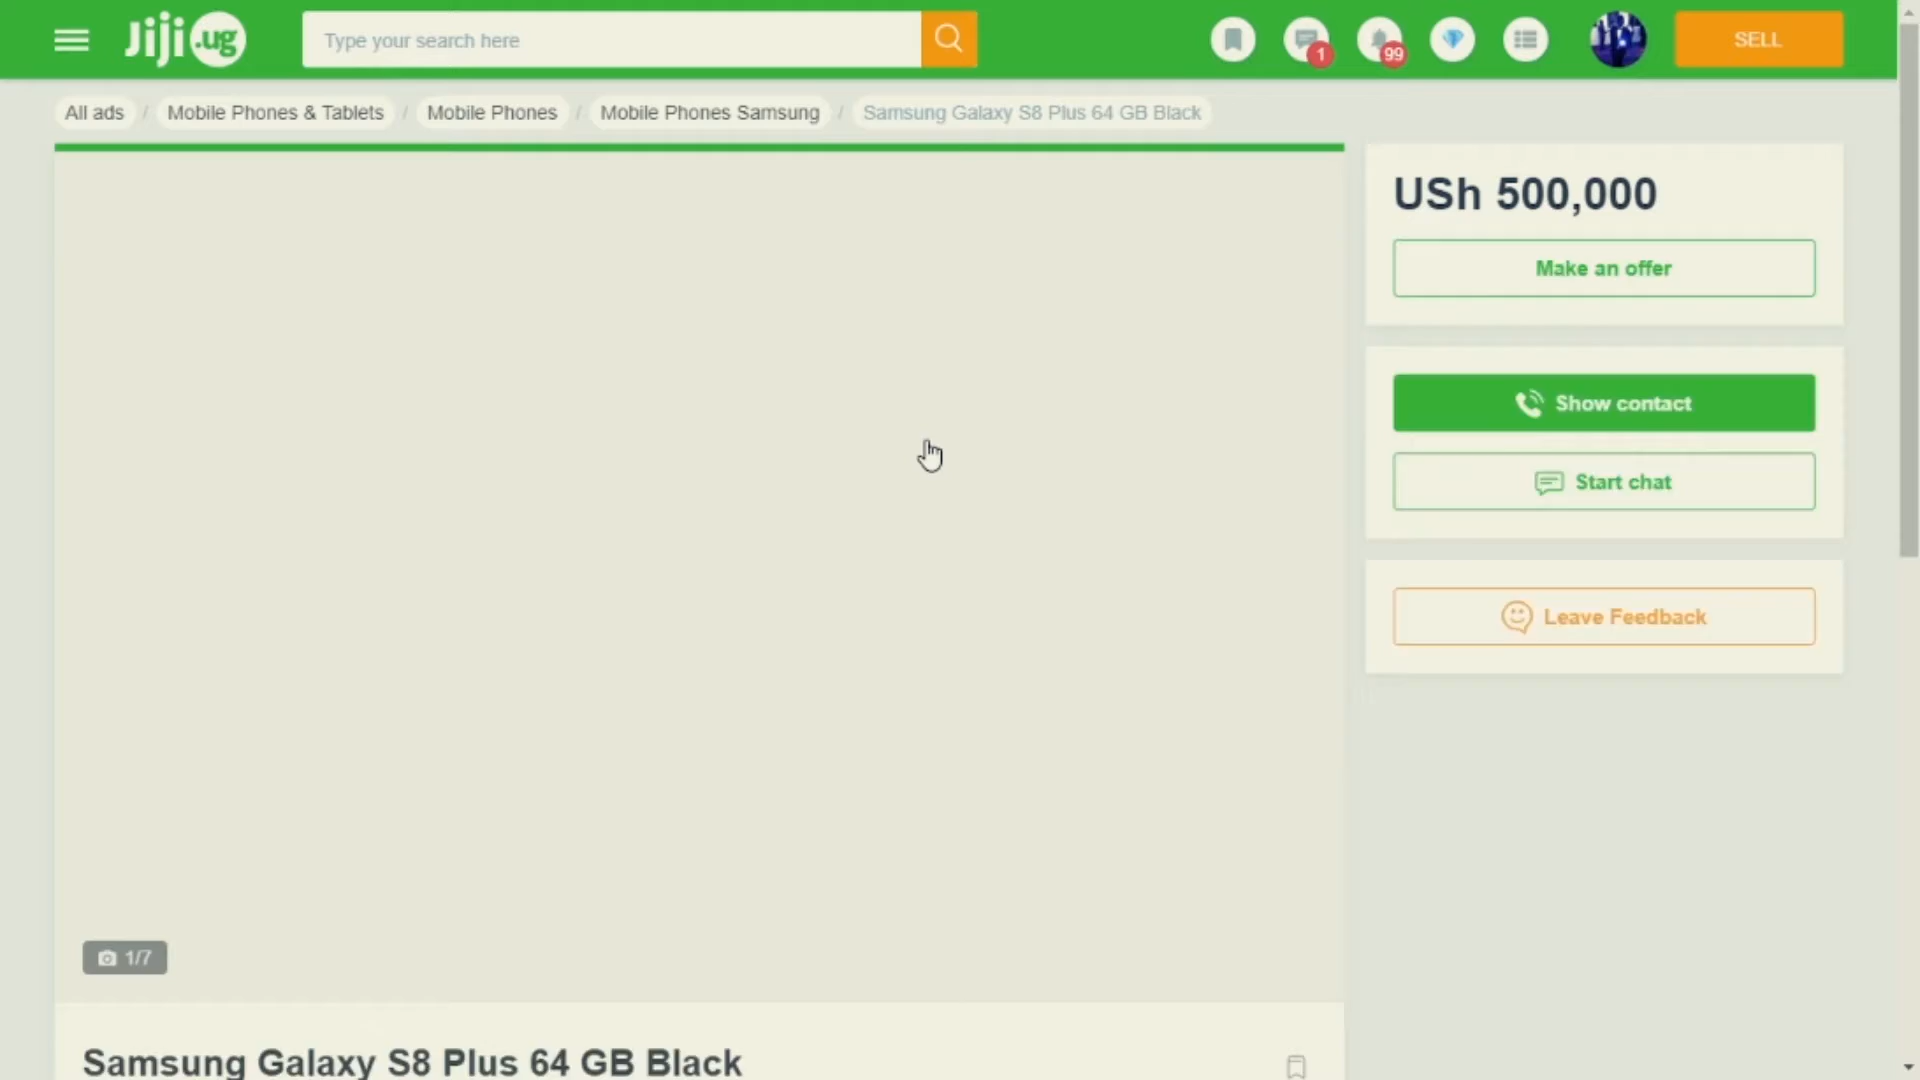 Jiji.ug
Type your search here
1
99
SELL
All ads / Mobile Phones & Tablets / Mobile Phones / Mobile Phones Samsung / Samsung Galaxy S8 Plus 64 GB Black
USh 500,000
Make an offer
Show contact
Start chat
Leave Feedback
1/7
Samsung Galaxy S8 Plus 64 GB Black